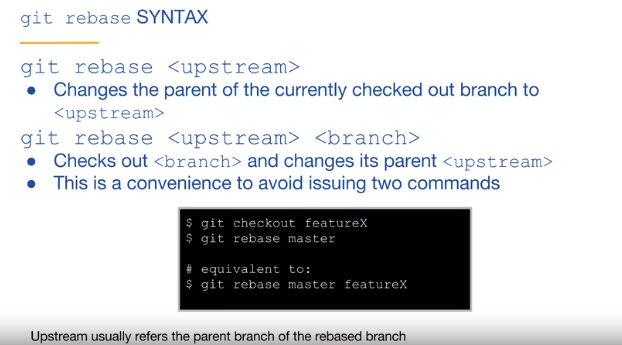 git rebase SYNTAX
git rebase <upstream>
● Changes the parent of the currently checked out branch to
<upstream>
git rebase <upstream> <branch>
● Checks out <branch> and changes its parent <upstream>
● This is a convenience to avoid issuing two commands
$ git checkout featureX
$ git rebase master
# equivalent to:
$ git rebase master featureX
Upstream usually refers the parent branch of the rebased branch